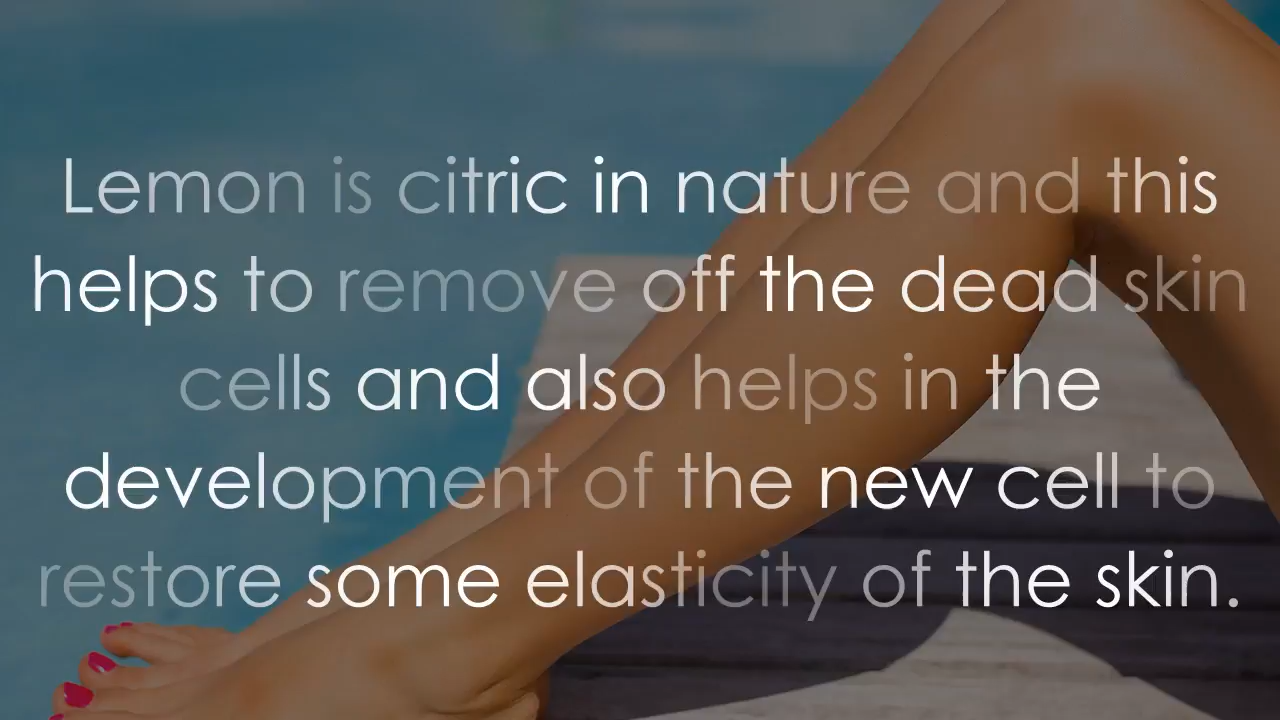 Lemon is citric in nature and this
helps to remove off the dead skin
cells and also helps in the
development of the new cell to
restore some elasticity of the skin.